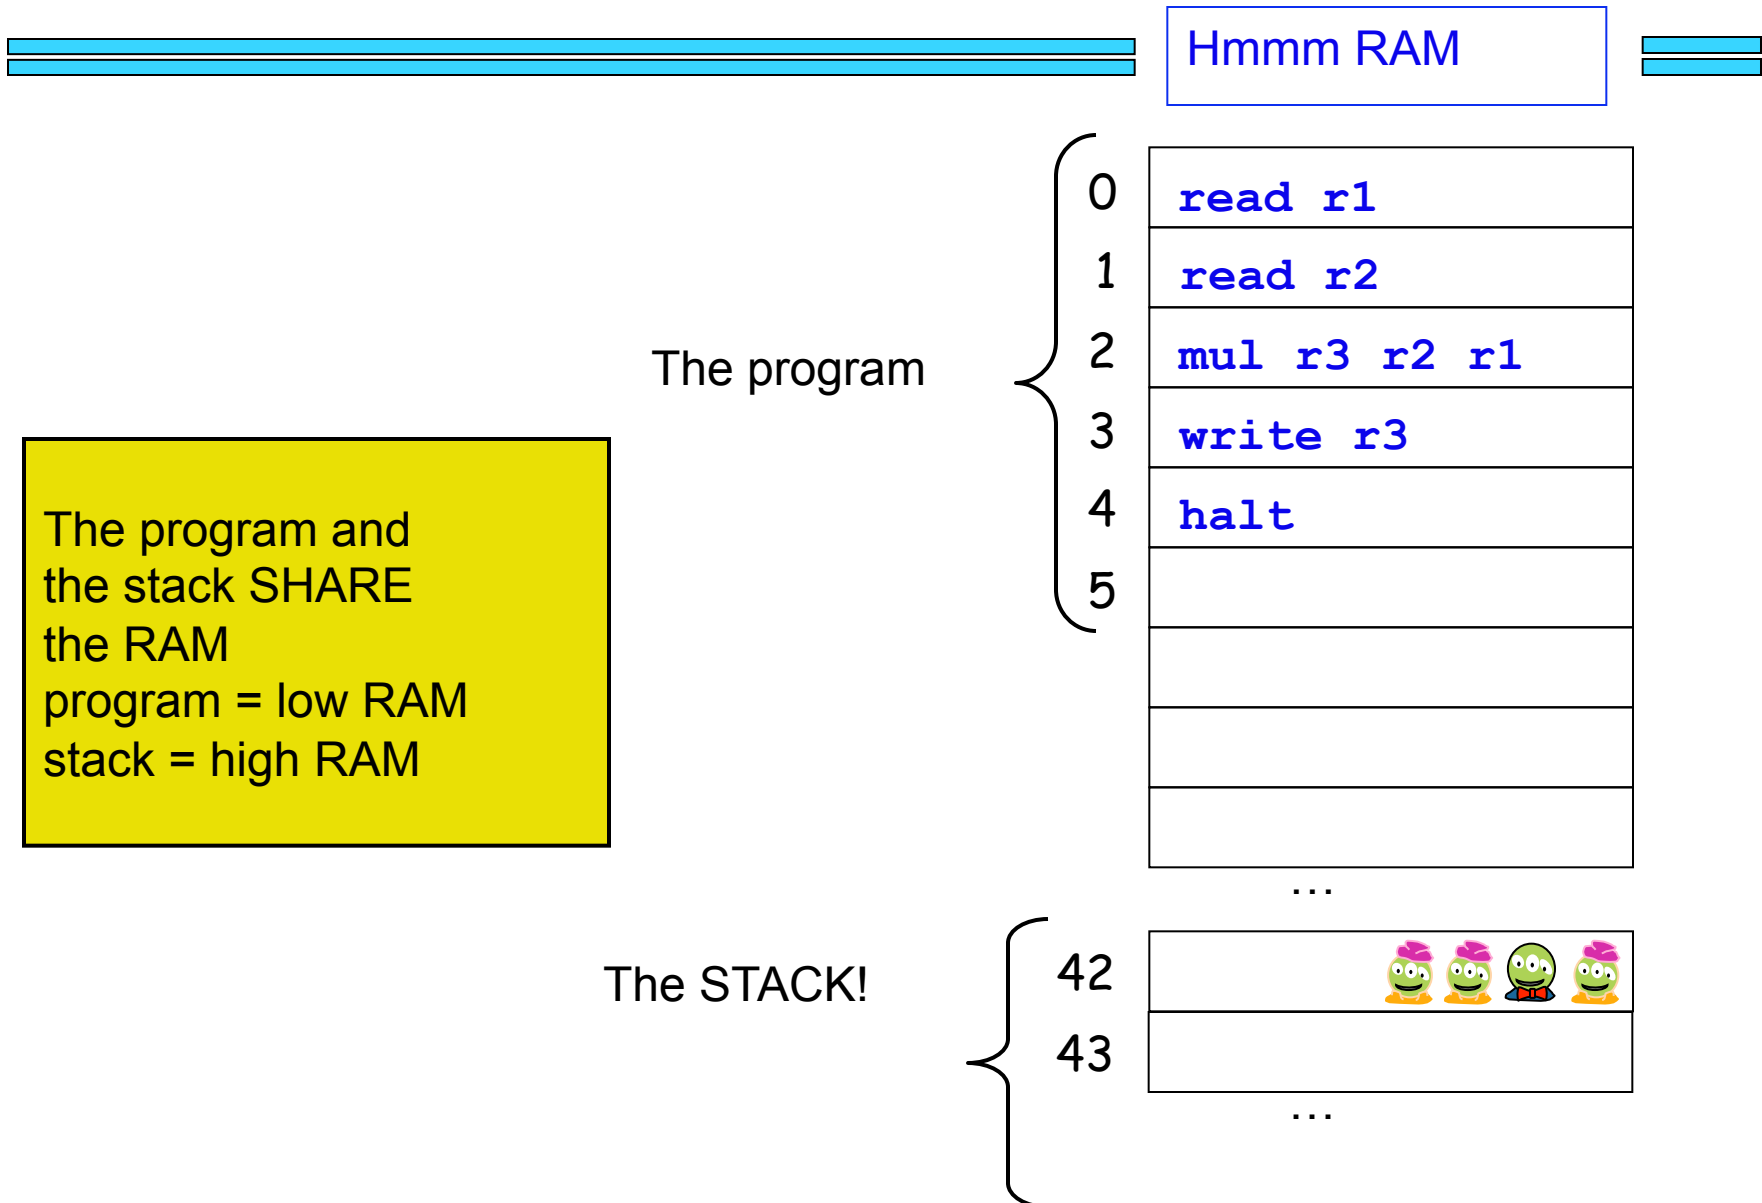 Hmmm RAM
0 read r1
1 read r2
The program
2 mul r3 r2 r1
3 write r3
4 halt
5
The program and
the stack SHARE
the RAM
program = low RAM
stack = high RAM
...
The STACK!
42
43
...